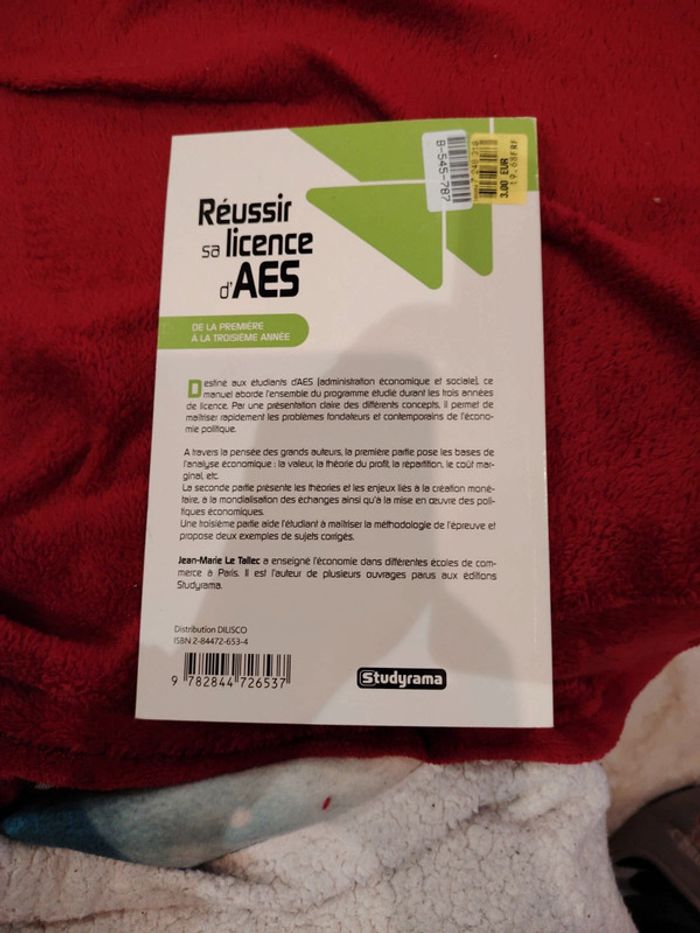 B-545-787
3.00 EUR
19.68FRF
Réussir
sa licence
d'AES
DE LA PREMIÈRE
À LA TROISIÈME ANNÉE
Destiné aux étudiants d'AES (administration économique et sociale), ce
manuel aborde l'ensemble du programme étudié durant les trois années
de licence. Par une présentation claire des différents concepts, il permet de
maîtriser rapidement les problèmes fondateurs et contemporains de l'écono-
mie politique.
A travers la pensée des grands auteurs, la première partie pose les bases de
l'analyse économique : la valeur, la théorie du profit, la répartition, le coût mar-
ginal, etc.
La seconde partie présente les théories et les enjeux liés à la création moné-
taire, à la mondialisation des échanges ainsi qu'à la mise en œuvre des poli-
tiques économiques.
Une troisième partie aide l'étudiant à maîtriser la méthodologie de l'épreuve et
propose deux exemples de sujets corrigés.
Jean-Marie Le Tallec a enseigné l'économie dans différentes écoles de com-
merce à Paris. Il est l'auteur de plusieurs ouvrages parus aux éditions
Studyrama.
Distribution DILISCO
ISBN 2-84472-653-4
9 782844 726537
Studyrama